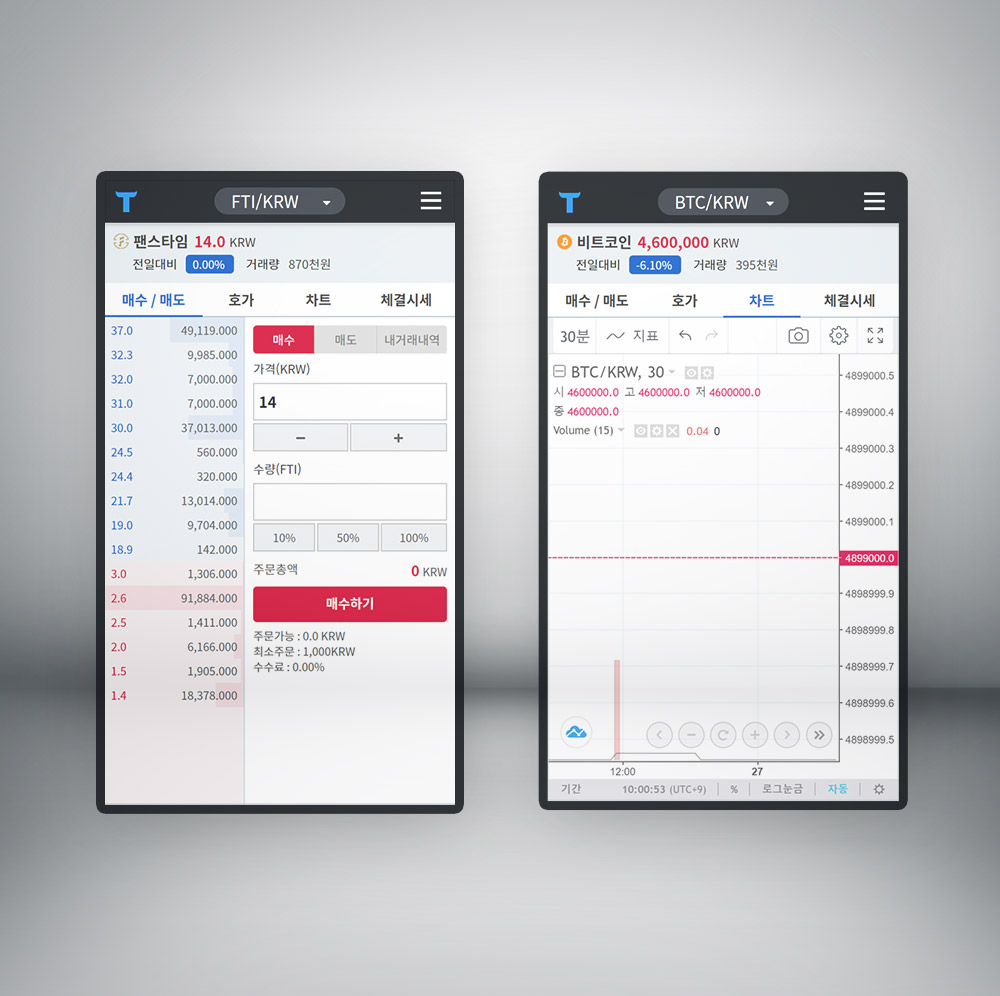 FTI/KRW
팬스타임 14.0 KRW
전일대비 0.00% 거래량 870천원
매수 / 매도 호가 차트 체결시세
37.0 49,119.000
32.3 9,985.000
32.0 7,000.000
31.0 7,000.000
30.0 37,013.000
24.5 560.000
24.4 320.000
21.7 13,014.000
19.0 9,704.000
18.9 142.000
3.0 1,306.000
2.6 91,884.000
2.5 1,411.000
2.0 6,166.000
1.5 1,905.000
1.4 18,378.000
매수 매도 내거래내역
가격(KRW)
14
− +
수량(FTI)
10% 50% 100%
주문총액 0 KRW
매수하기
주문가능 : 0.0 KRW
최소주문 : 1,000KRW
수수료 : 0.00%
BTC/KRW
비트코인 4,600,000 KRW
전일대비 -6.10% 거래량 395천원
매수 / 매도 호가 차트 체결시세
30분 지표
BTC/KRW, 30
시 4600000.0 고 4600000.0 저 4600000.0
종 4600000.0
Volume (15) 0.04 0
4899000.5
4899000.4
4899000.3
4899000.2
4899000.1
4899000.0
4898999.9
4898999.8
4898999.7
4898999.6
4898999.5
12:00 27
기간 10:00:53 (UTC+9) % 로그눈금 자동